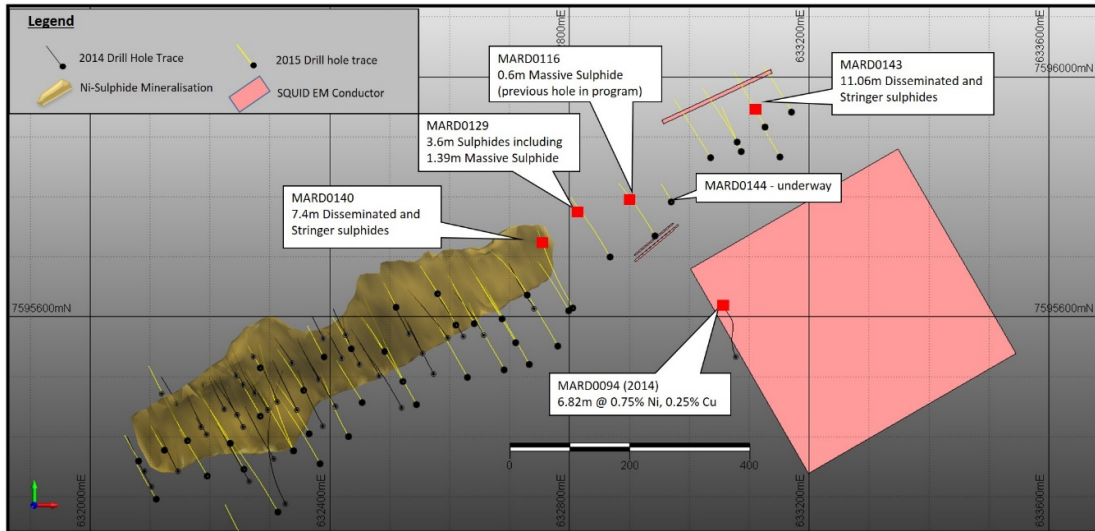 Legend
2014 Drill Hole Trace
2015 Drill hole trace
Ni-Sulphide Mineralisation
SQUID EM Conductor
632800mE
633200mE
633600mE
MARD0116
0.6m Massive Sulphide
(previous hole in program)
MARD0143
11.06m Disseminated and
Stringer sulphides
7596000mN
MARD0129
3.6m Sulphides including
1.39m Massive Sulphide
MARD0144 - underway
MARD0140
7.4m Disseminated and
Stringer sulphides
7595600mN
7595600mN
MARD0094 (2014)
6.82m @ 0.75% Ni, 0.25% Cu
0
200
400
632000mE
632400mE
632800mE
633200mE
633600mE